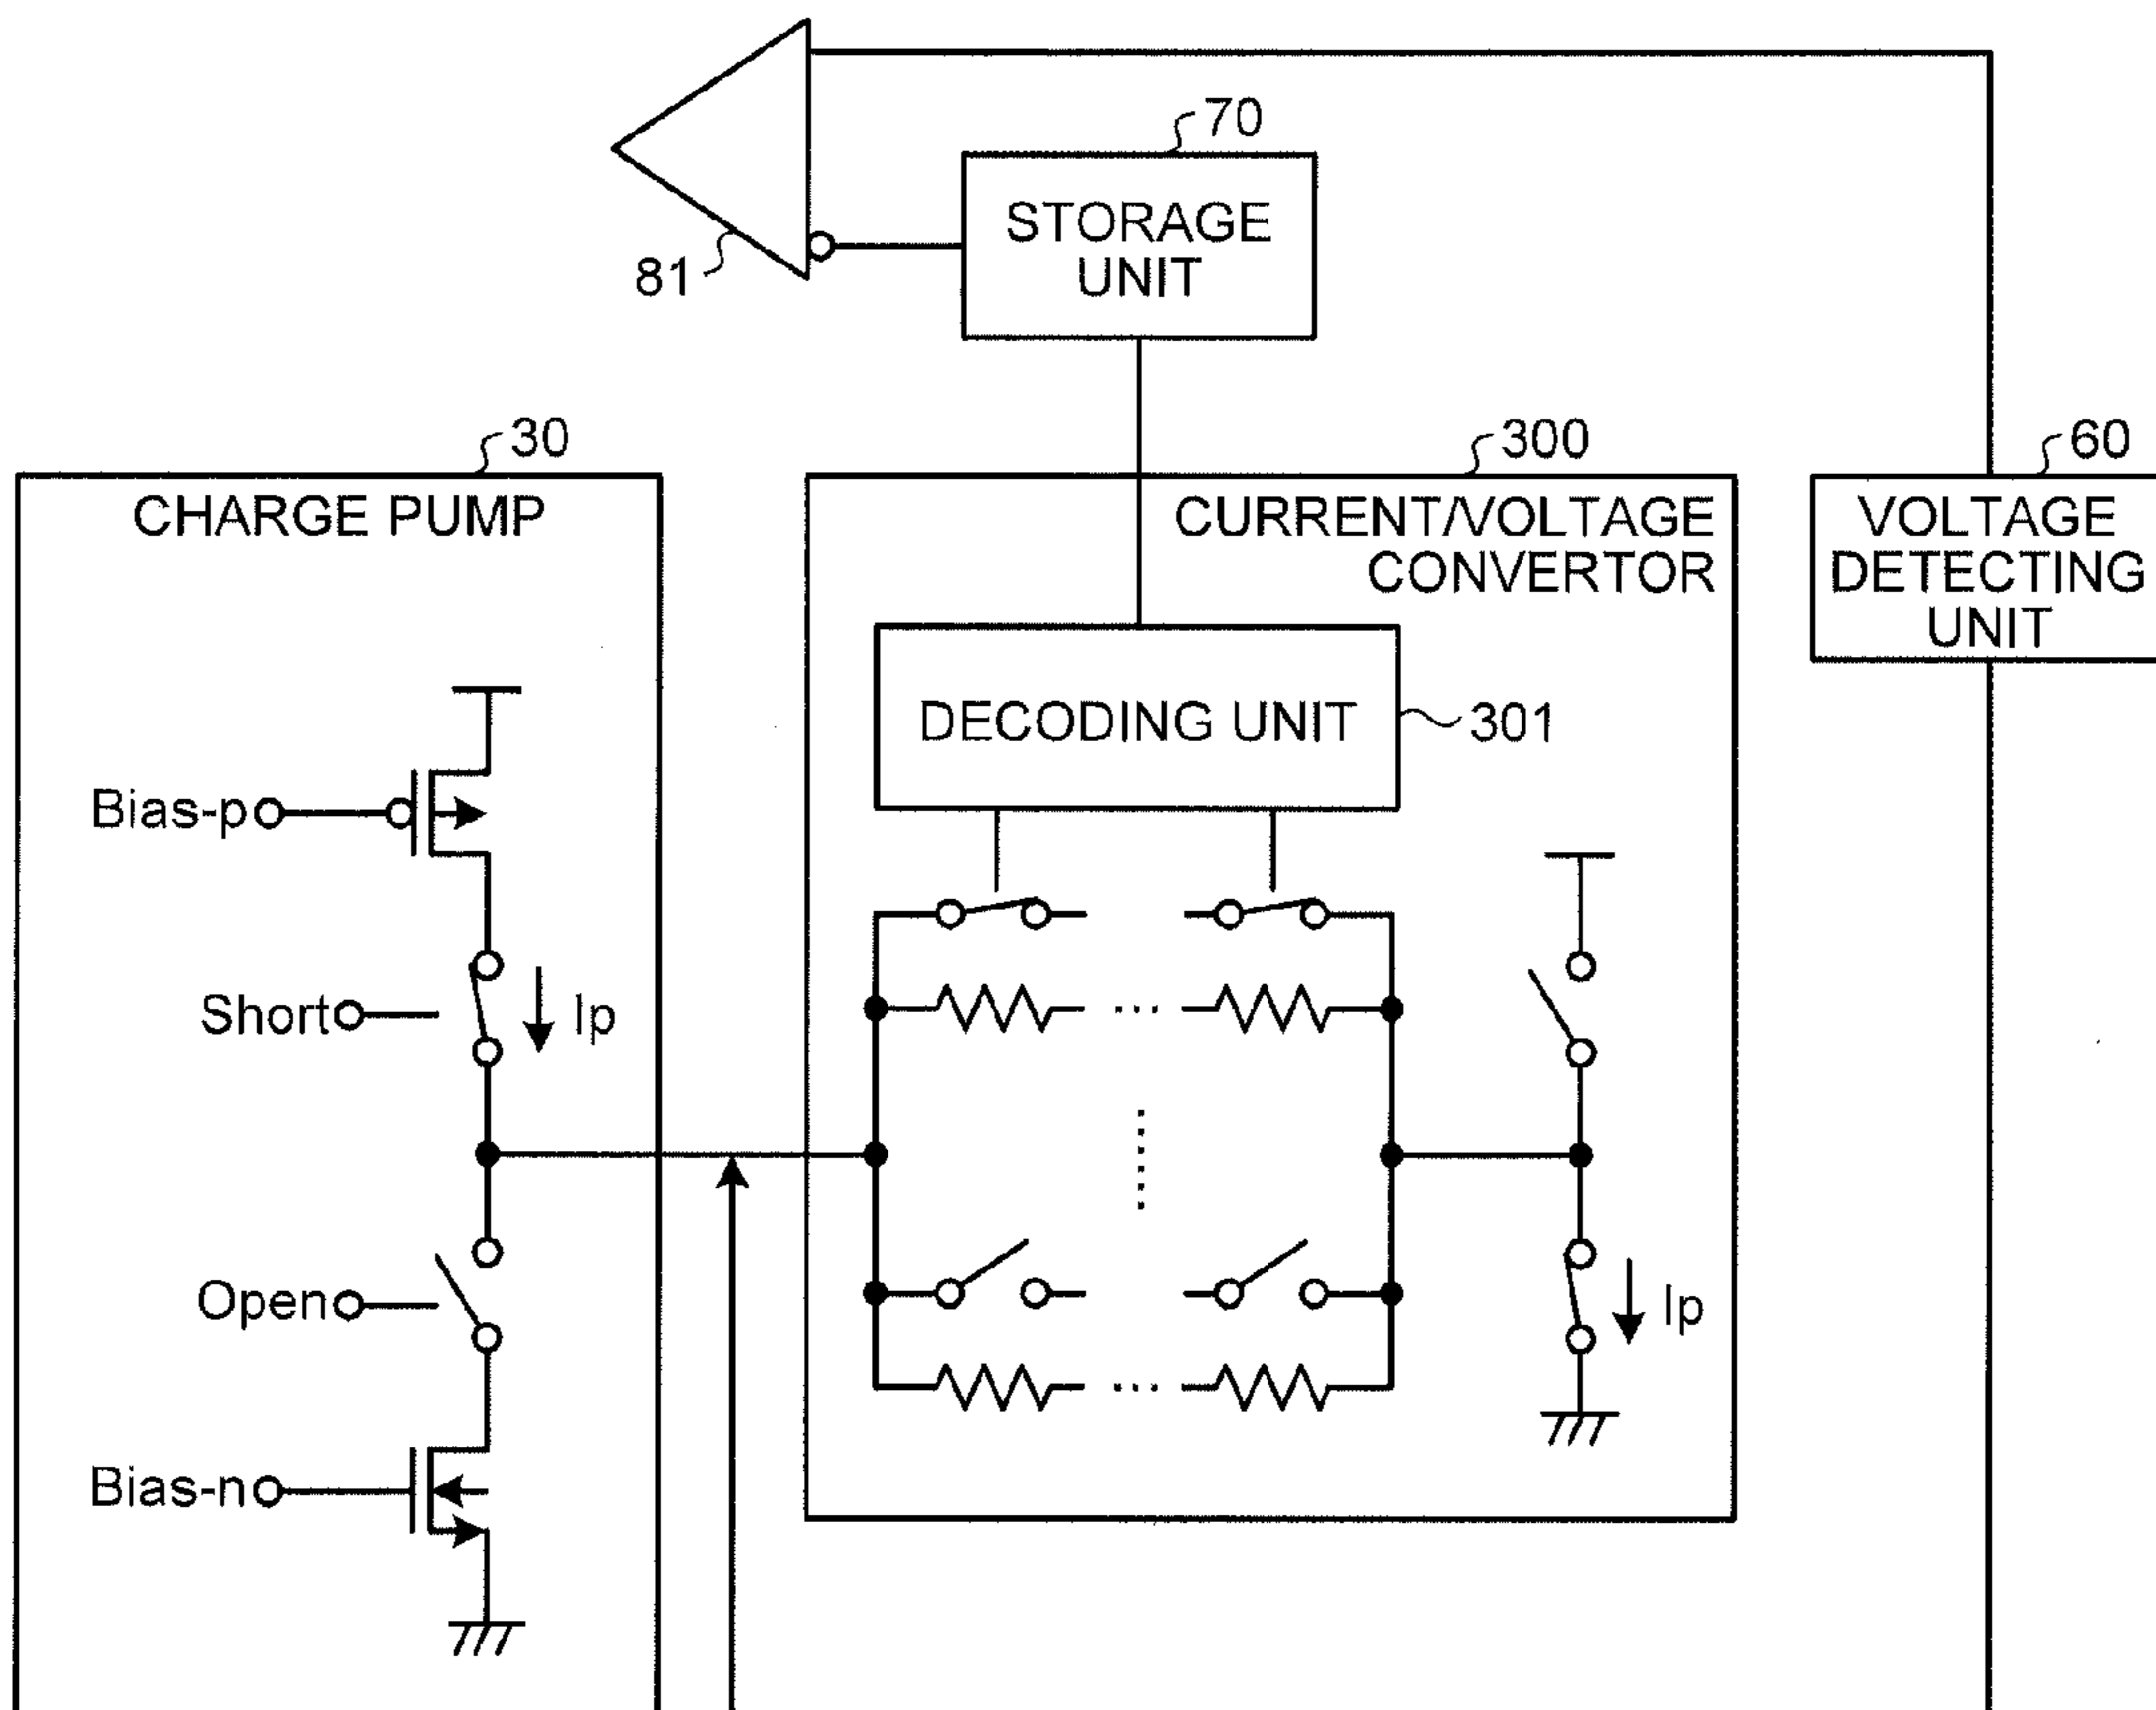 70
STORAGE
UNIT
81
30
CHARGE PUMP
300
CURRENT/VOLTAGE
CONVERTOR
60
VOLTAGE
DETECTING
UNIT
DECODING UNIT
301
Bias-p
Short
Ip
Open
Ip
Bias-n